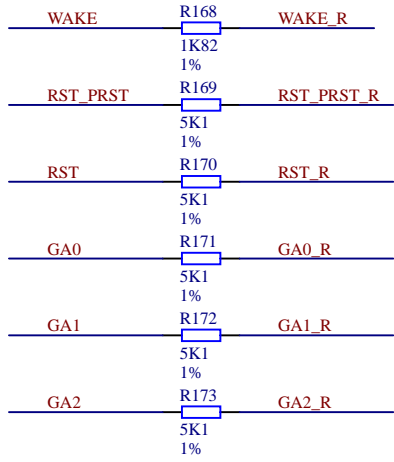 WAKE R168 WAKE_R
1K82
1%
RST_PRST R169 RST_PRST_R
5K1
1%
RST R170 RST_R
5K1
1%
GA0 R171 GA0_R
5K1
1%
GA1 R172 GA1_R
5K1
1%
GA2 R173 GA2_R
5K1
1%